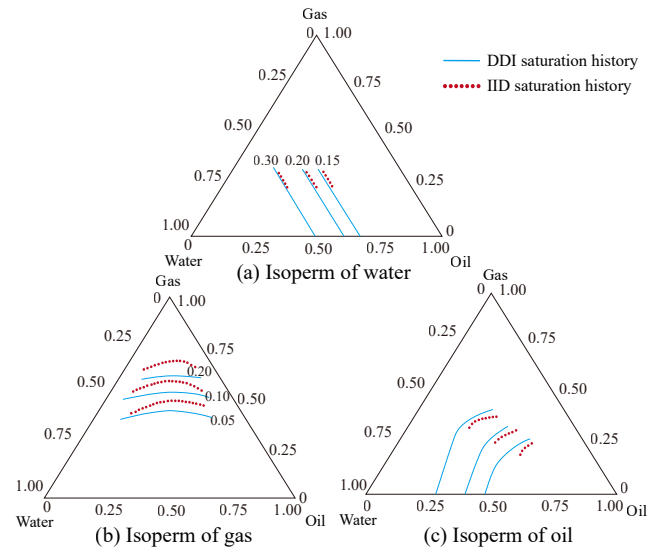 Gas
0 1.00
DDI saturation history
IID saturation history
0.25 0.75
0.50 0.50
0.30 0.20 0.15
0.75 0.25
1.00 0
0 0.25 0.50 0.75 1.00
Water Oil
(a) Isoperm of water
Gas
0 1.00
0.25 0.75
0.20
0.50 0.50
0.10
0.05
0.75 0.25
1.00 0
0 0.25 0.50 0.75 1.00
Water Oil
(b) Isoperm of gas
Gas
0 1.00
0.25 0.75
0.50 0.50
0.75 0.25
1.00 0
0 0.25 0.50 0.75 1.00
Water Oil
(c) Isoperm of oil